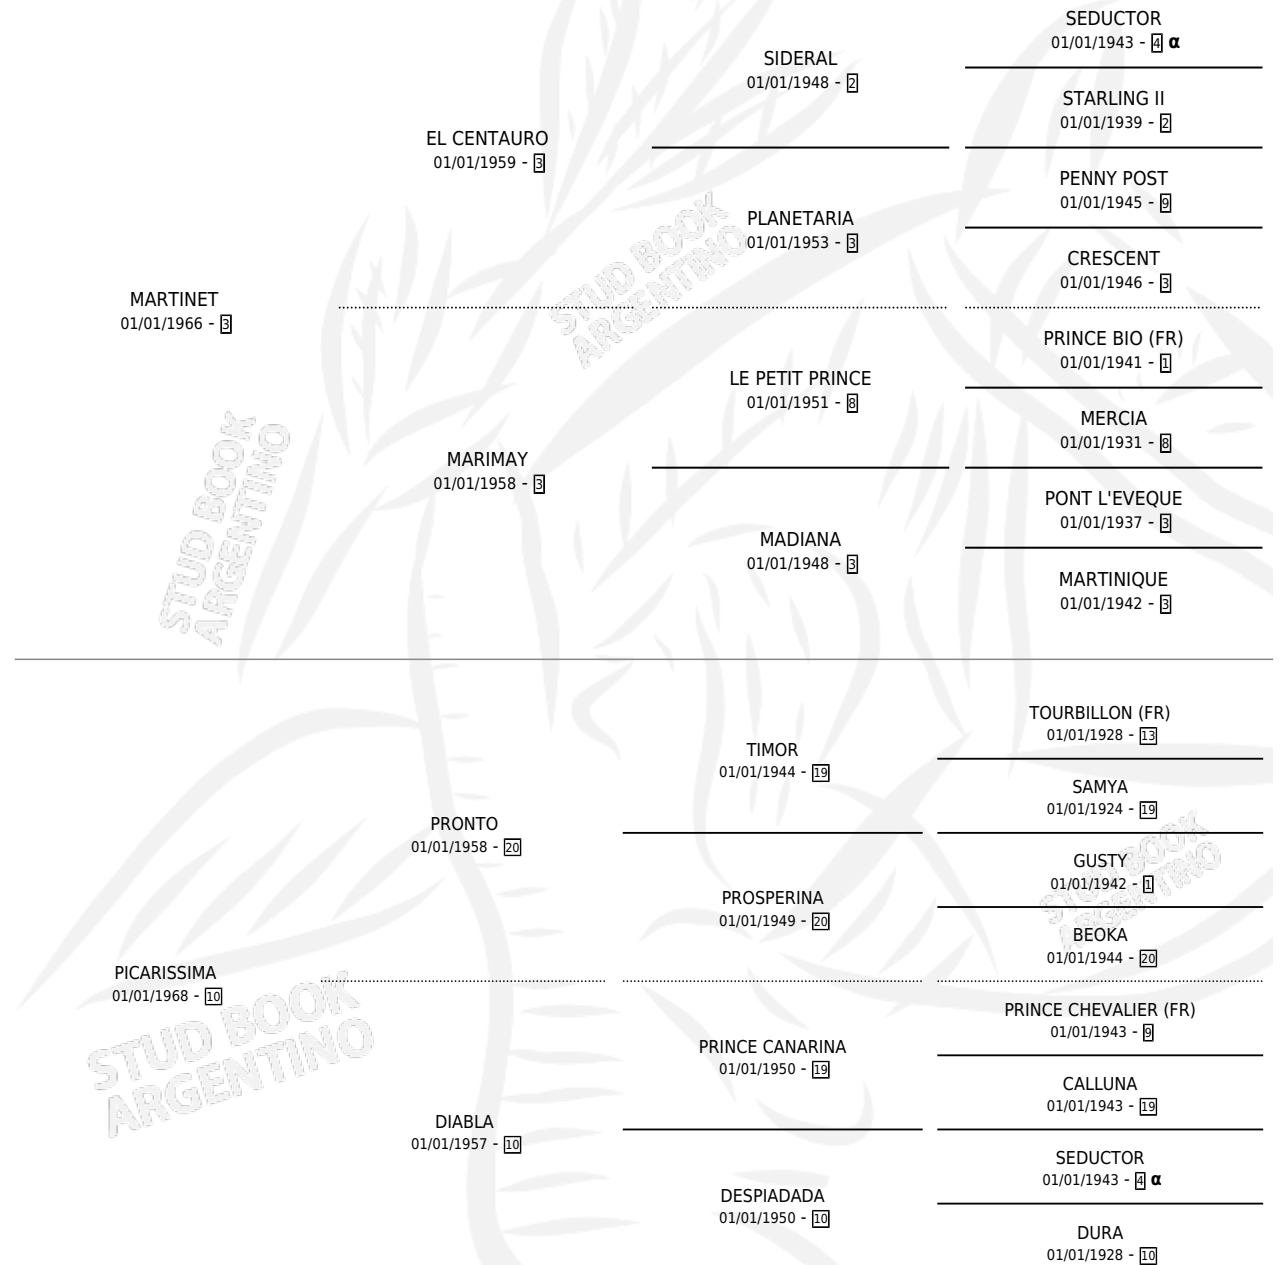 SEDUCTOR
01/01/1943 - 4 α
SIDERAL
01/01/1948 - 2
STARLING II
01/01/1939 - 2
EL CENTAURO
01/01/1959 - 3
PENNY POST
01/01/1945 - 9
PLANETARIA
01/01/1953 - 3
CRESCENT
01/01/1946 - 3
MARTINET
01/01/1966 - 3
PRINCE BIO (FR)
01/01/1941 - 1
LE PETIT PRINCE
01/01/1951 - 8
MERCIA
01/01/1931 - 8
MARIMAY
01/01/1958 - 3
PONT L'EVEQUE
01/01/1937 - 3
MADIANA
01/01/1948 - 3
MARTINIQUE
01/01/1942 - 3
TOURBILLON (FR)
01/01/1928 - 13
TIMOR
01/01/1944 - 19
SAMYA
01/01/1924 - 19
PRONTO
01/01/1958 - 20
GUSTY
01/01/1942 - 1
PROSPERINA
01/01/1949 - 20
BEOKA
01/01/1944 - 20
PICARISSIMA
01/01/1968 - 10
PRINCE CHEVALIER (FR)
01/01/1943 - 9
PRINCE CANARINA
01/01/1950 - 19
CALLUNA
01/01/1943 - 19
DIABLA
01/01/1957 - 10
SEDUCTOR
01/01/1943 - 4 α
DESPIADADA
01/01/1950 - 10
DURA
01/01/1928 - 10
STUD BOOK
ARGENTINO
STUD BOOK
ARGENTINO
STUD BOOK
ARGENTINO
STUD BOOK
ARGENTINO